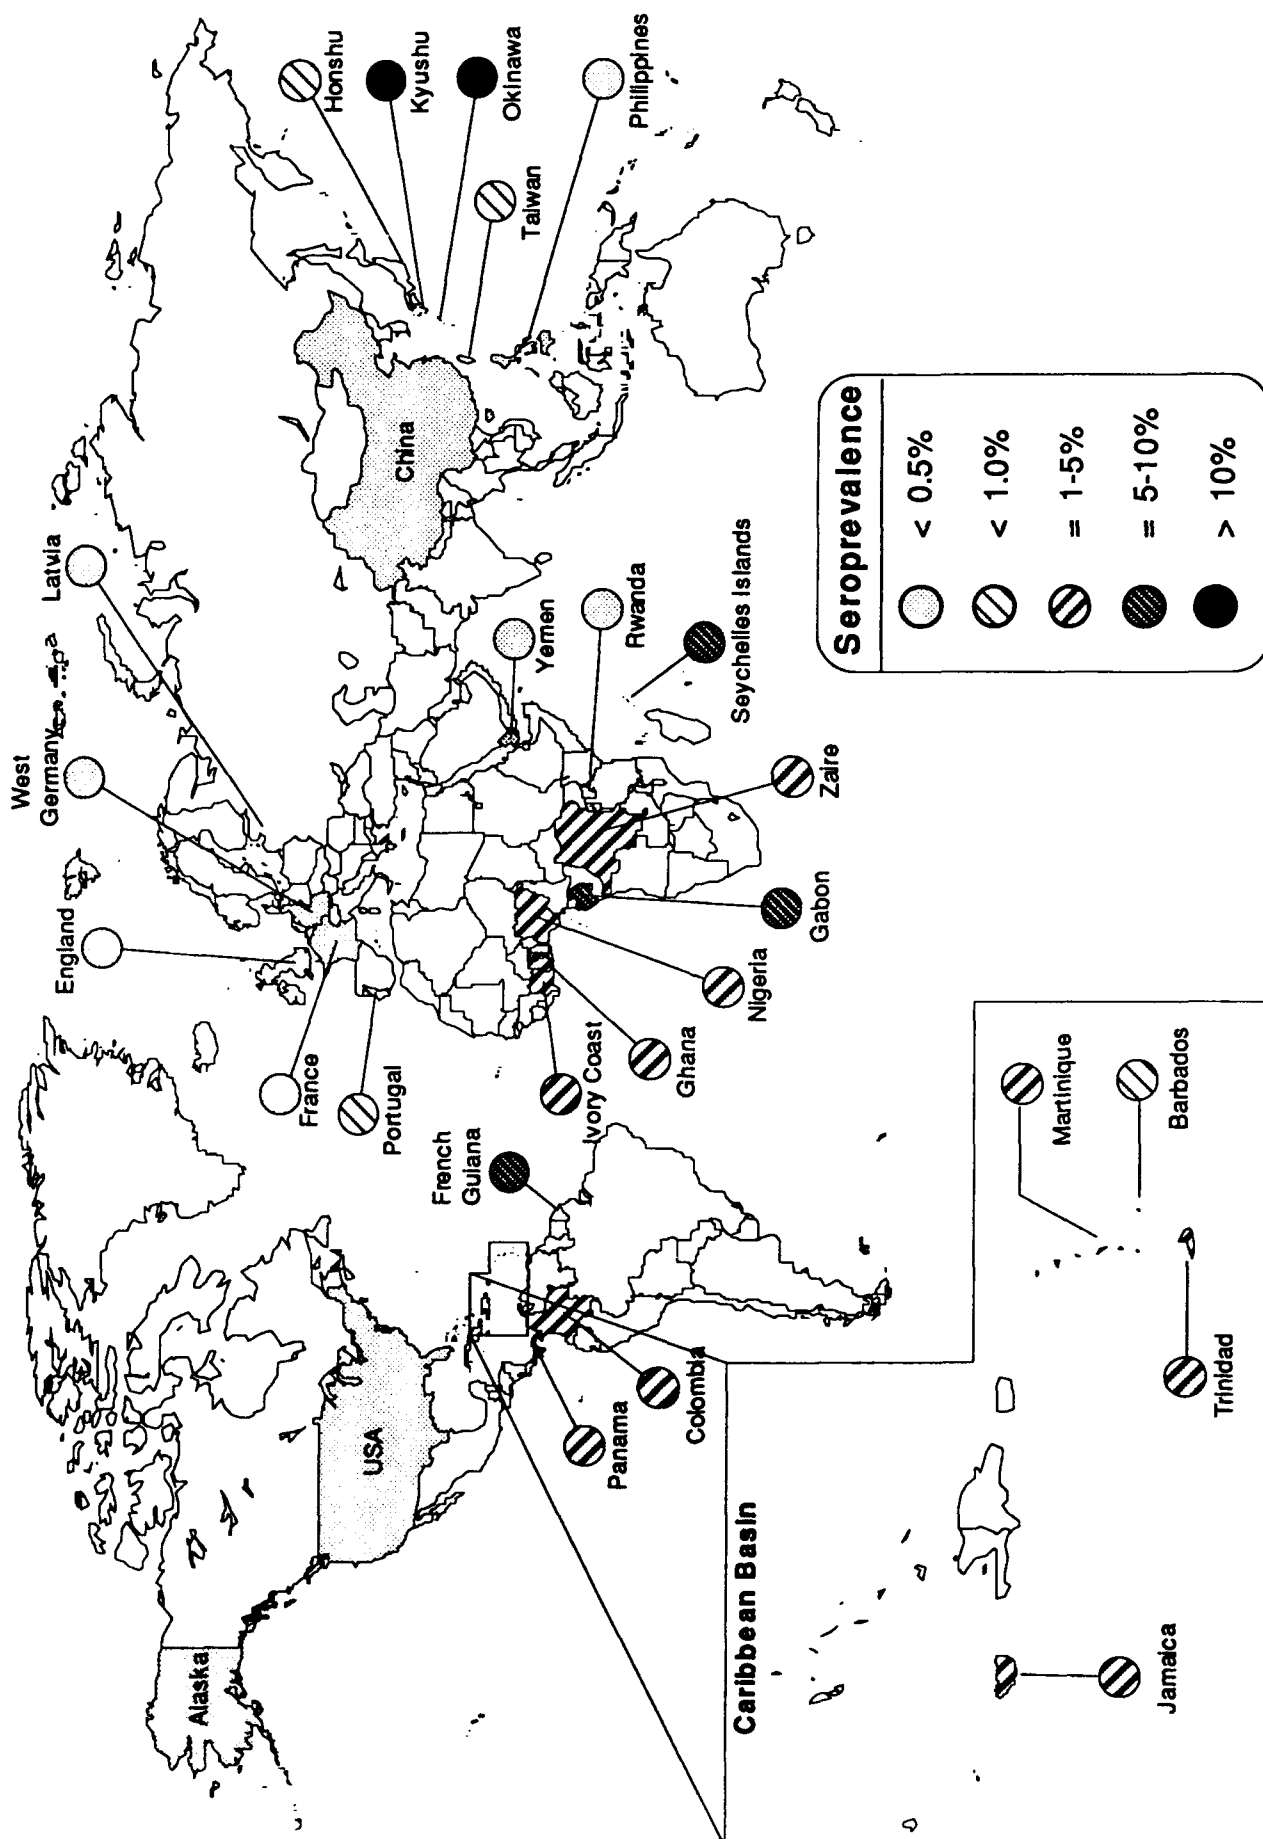 Alaska
USA
West
Germany
England
Latvia
France
Portugal
China
Honshu
Kyushu
Okinawa
Taiwan
Philippines
Yemen
Rwanda
Seychelles Islands
Zaire
Gabon
Nigeria
Ghana
Ivory Coast
French
Guiana
Colombia
Panama
Caribbean Basin
Jamaica
Trinidad
Martinique
Barbados
Seroprevalence
< 0.5%
< 1.0%
= 1-5%
= 5-10%
> 10%